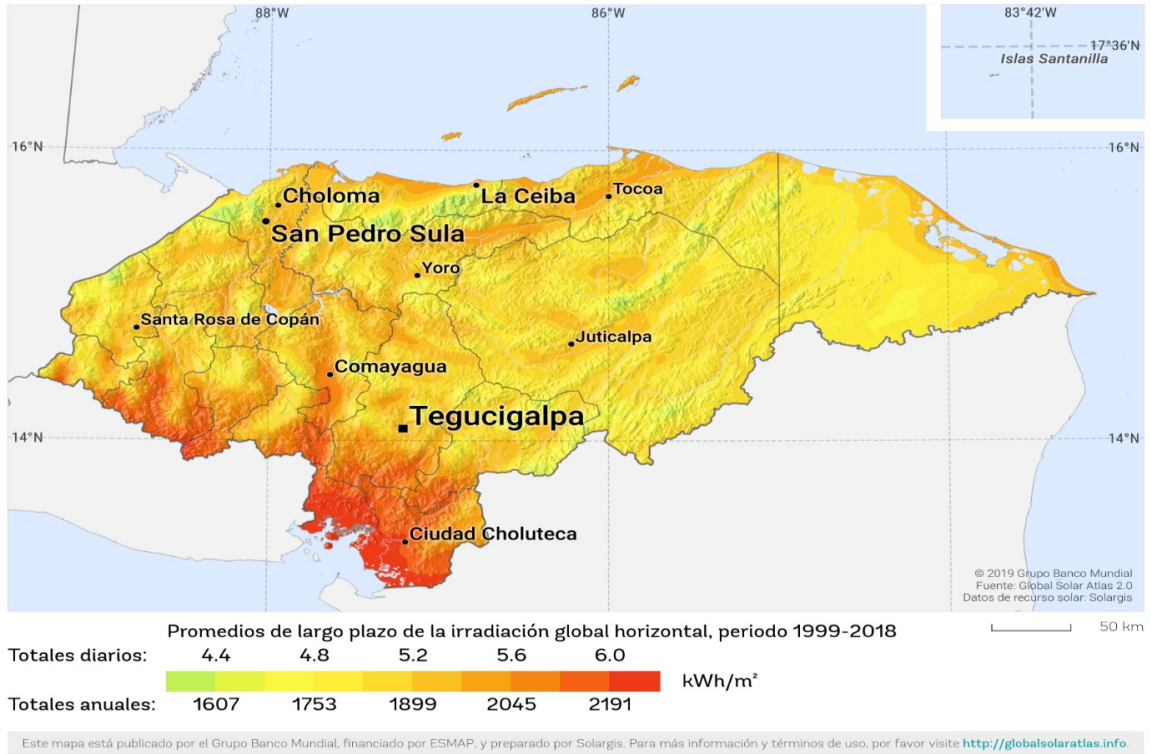 88°W
86°W
83°42'W
17°36'N
Islas Santanilla
16°N
16°N
Choloma
La Ceiba
Tocoa
San Pedro Sula
Yoro
Santa Rosa de Copán
Juticalpa
Comayagua
Tegucigalpa
14°N
14°N
Ciudad Choluteca
© 2019 Grupo Banco Mundial
Fuente: Global Solar Atlas 2.0
Datos de recurso solar: Solargis
50 km
Promedios de largo plazo de la irradiación global horizontal, periodo 1999-2018
Totales diarios: 4.4 4.8 5.2 5.6 6.0
kWh/m²
Totales anuales: 1607 1753 1899 2045 2191
Este mapa está publicado por el Grupo Banco Mundial, financiado por ESMAP, y preparado por Solargis. Para más información y términos de uso, por favor visite http://globalsolaratlas.info.